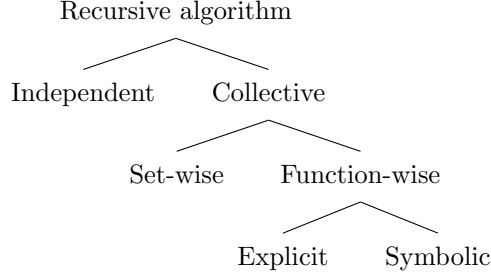 Recursive algorithm
Independent Collective
Set-wise Function-wise
Explicit Symbolic